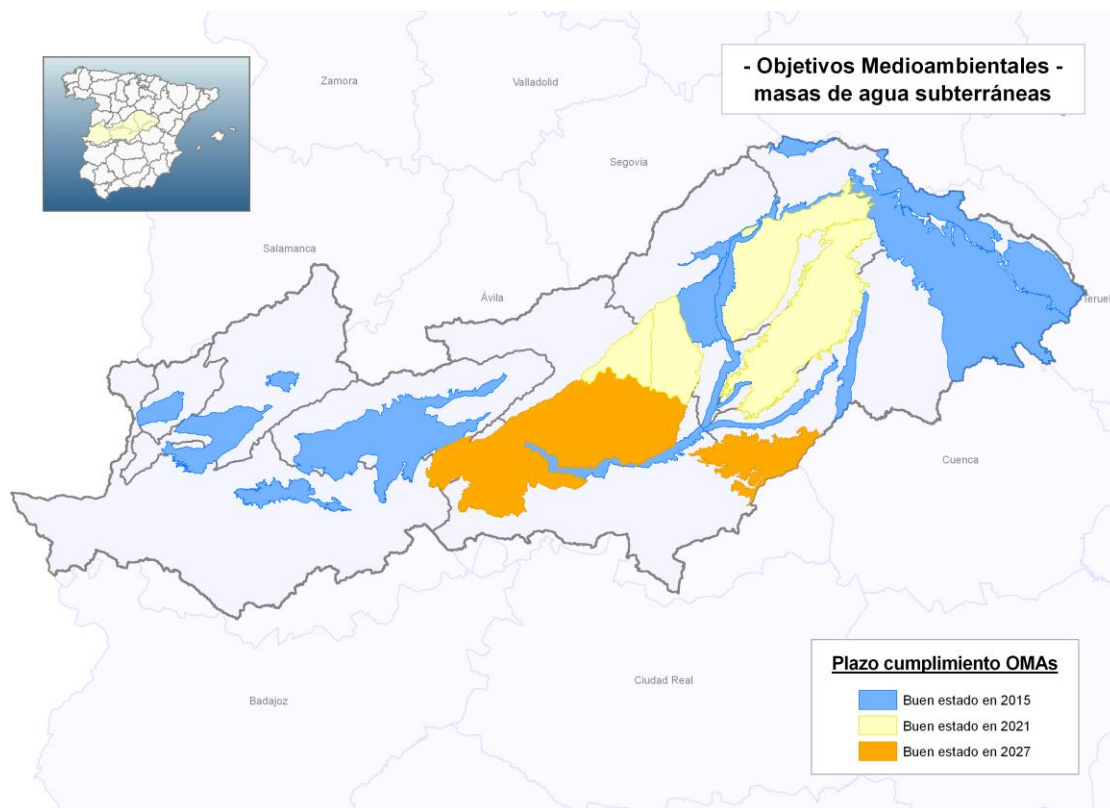 - Objetivos Medioambientales -
masas de agua subterráneas
Zamora
Valladolid
Segovia
Salamanca
Ávila
Teruel
Cuenca
Ciudad Real
Badajoz
Plazo cumplimiento OMAs
Buen estado en 2015
Buen estado en 2021
Buen estado en 2027